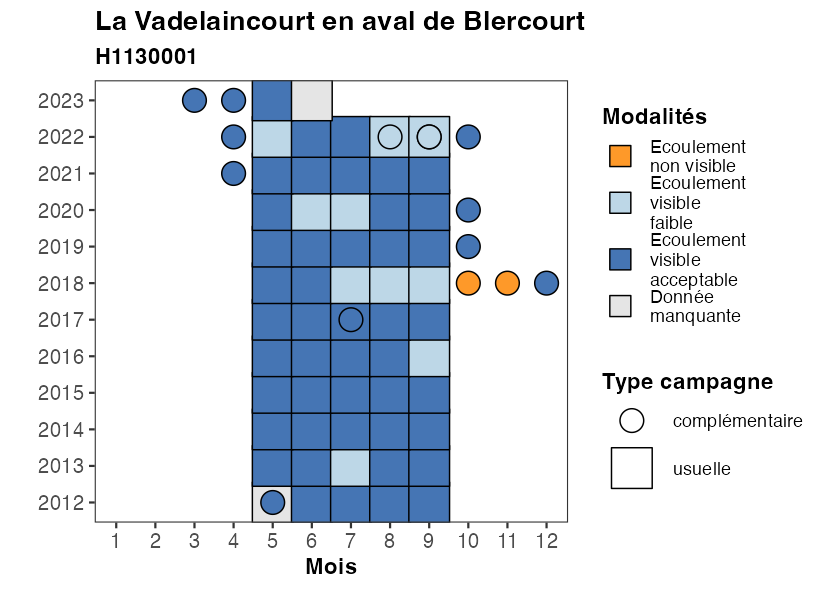 La Vadelaincourt en aval de Blercourt
H1130001
2023
2022
2021
2020
2019
2018
2017
2016
2015
2014
2013
2012
1 2 3 4 5 6 7 8 9 10 11 12
Mois
Modalités
Ecoulement
non visible
Ecoulement
visible
faible
Ecoulement
visible
acceptable
Donnée
manquante
Type campagne
complémentaire
usuelle